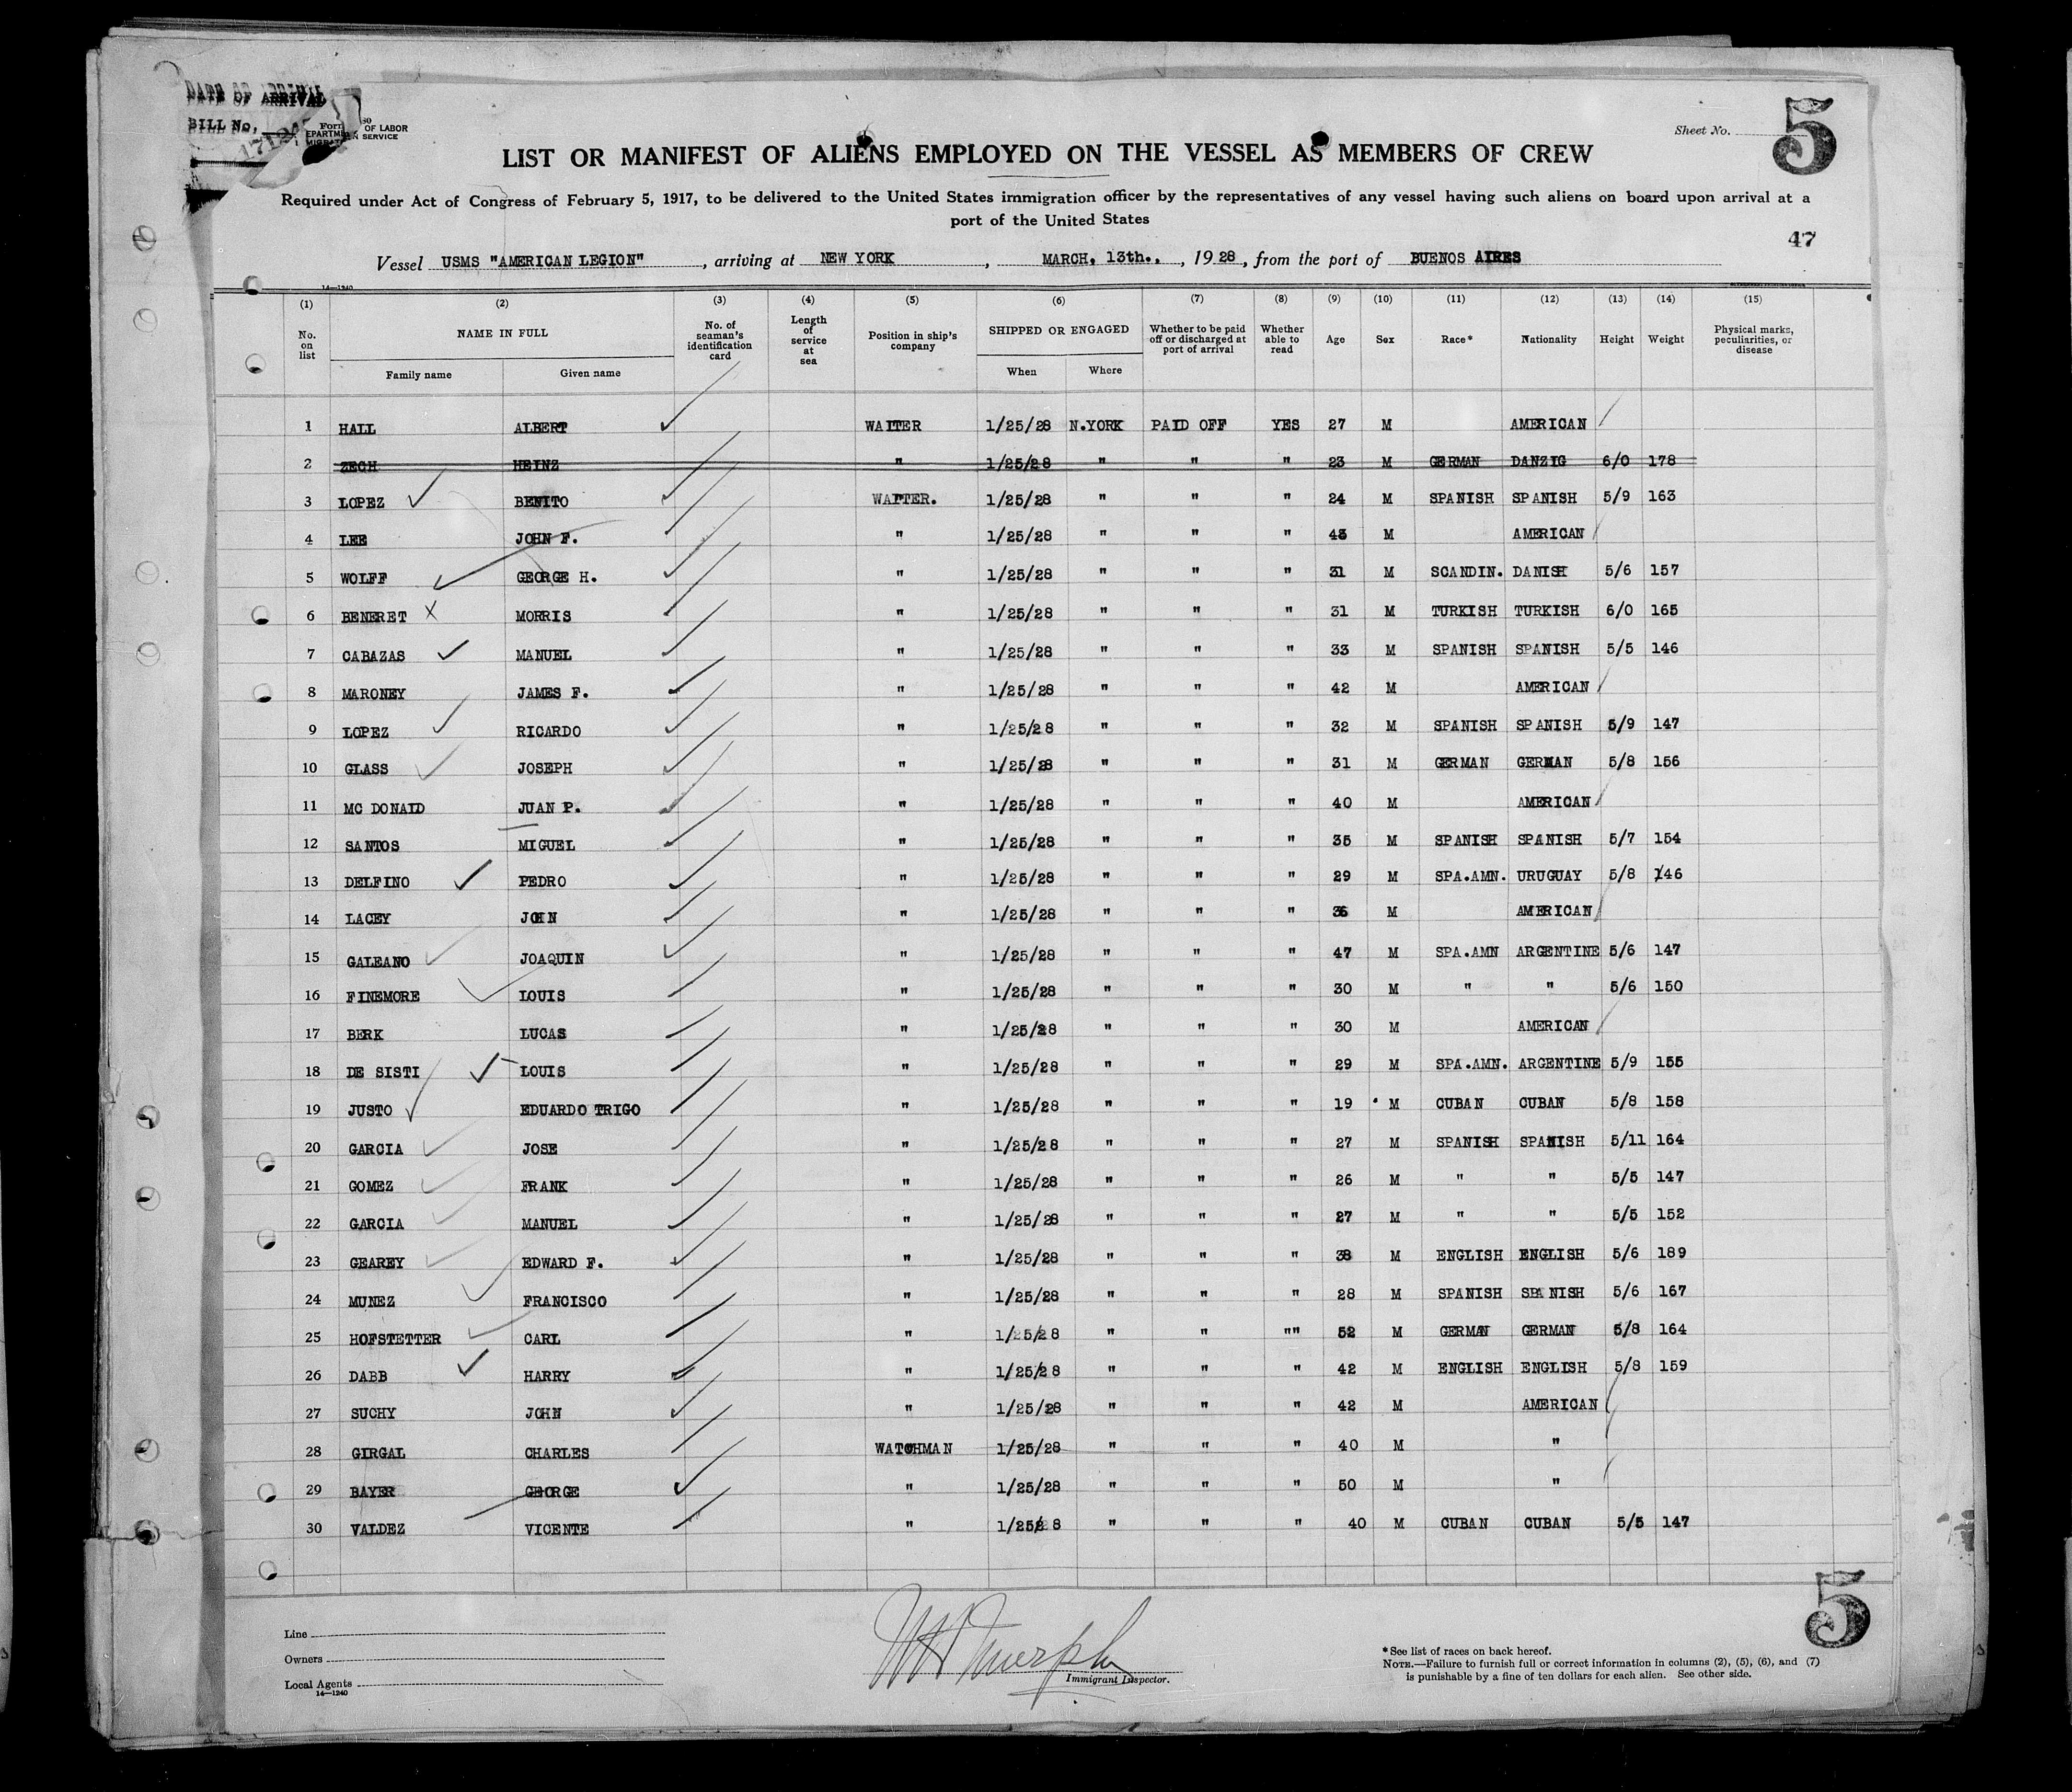 DATE OF ARRIVAL
BILL No.
OF LABOR
SERVICE
Sheet No. 5
LIST OR MANIFEST OF ALIENS EMPLOYED ON THE VESSEL AS MEMBERS OF CREW
Required under Act of Congress of February 5, 1917, to be delivered to the United States immigration officer by the representatives of any vessel having such aliens on board upon arrival at a
port of the United States
47
Vessel USMS "AMERICAN LEGION", arriving at NEW YORK, MARCH, 13th., 1928, from the port of BUENOS AIRES
14—1240
(1) (2) (3) (4) (5) (6) (7) (8) (9) (10) (11) (12) (13) (14) (15)
No. on list NAME IN FULL Family name Given name No. of seaman's identification card Length of service at sea Position in ship's company SHIPPED OR ENGAGED When Where Whether to be paid off or discharged at port of arrival Whether able to read Age Sex Race* Nationality Height Weight Physical marks, peculiarities, or disease
1 HALL ALBERT WAITER 1/25/28 N.YORK PAID OFF YES 27 M AMERICAN
2 ZECH HEINZ " 1/25/28 " " " 23 M GERMAN DANZIG 6/0 178
3 LOPEZ BENITO WAITER. 1/25/28 " " " 24 M SPANISH SPANISH 5/9 163
4 LEE JOHN F. " 1/25/28 " " " 43 M AMERICAN
5 WOLFF GEORGE H. " 1/25/28 " " " 31 M SCANDIN. DANISH 5/6 157
6 BENERET X MORRIS " 1/25/28 " " " 31 M TURKISH TURKISH 6/0 165
7 CABAZAS MANUEL " 1/25/28 " " " 33 M SPANISH SPANISH 5/5 146
8 MARONEY JAMES F. " 1/25/28 " " " 42 M AMERICAN
9 LOPEZ RICARDO " 1/25/28 " " " 32 M SPANISH SPANISH 5/9 147
10 GLASS JOSEPH " 1/25/28 " " " 31 M GERMAN GERMAN 5/8 156
11 MC DONALD JUAN P. " 1/25/28 " " " 40 M AMERICAN
12 SANTOS MIGUEL " 1/25/28 " " " 35 M SPANISH SPANISH 5/7 154
13 DELFINO PEDRO " 1/25/28 " " " 29 M SPA.AMN. URUGUAY 5/8 146
14 LACEY JOHN " 1/25/28 " " " 36 M AMERICAN
15 GALEANO JOAQUIN " 1/25/28 " " " 47 M SPA.AMN ARGENTINE 5/6 147
16 FINEMORE LOUIS " 1/25/28 " " " 30 M " " 5/6 150
17 BERK LUCAS " 1/25/28 " " " 30 M AMERICAN
18 DE SISTI LOUIS " 1/25/28 " " " 29 M SPA.AMN. ARGENTINE 5/9 155
19 JUSTO EDUARDO TRIGO " 1/25/28 " " " 19 M CUBAN CUBAN 5/8 158
20 GARCIA JOSE " 1/25/28 " " " 27 M SPANISH SPANISH 5/11 164
21 GOMEZ FRANK " 1/25/28 " " " 26 M " " 5/5 147
22 GARCIA MANUEL " 1/25/28 " " " 27 M " " 5/5 152
23 GEAREY EDWARD F. " 1/25/28 " " " 38 M ENGLISH ENGLISH 5/6 189
24 MUNEZ FRANCISCO " 1/25/28 " " " 28 M SPANISH SPANISH 5/6 167
25 HOFSTETTER CARL " 1/25/28 " " "" 52 M GERMAN GERMAN 5/8 164
26 DABB HARRY " 1/25/28 " " " 42 M ENGLISH ENGLISH 5/8 159
27 SUCHY JOHN " 1/25/28 " " " 42 M AMERICAN
28 GIRGAL CHARLES WATCHMAN 1/25/28 " " " 40 M "
29 BAYER GEORGE " 1/25/28 " " " 50 M "
30 VALDEZ VICENTE " 1/25/28 " " " 40 M CUBAN CUBAN 5/5 147
5
Line
Owners
Local Agents
14—1240
Murphy
Immigrant Inspector.
*See list of races on back hereof.
NOTE.—Failure to furnish full or correct information in columns (2), (5), (6), and (7)
is punishable by a fine of ten dollars for each alien. See other side.